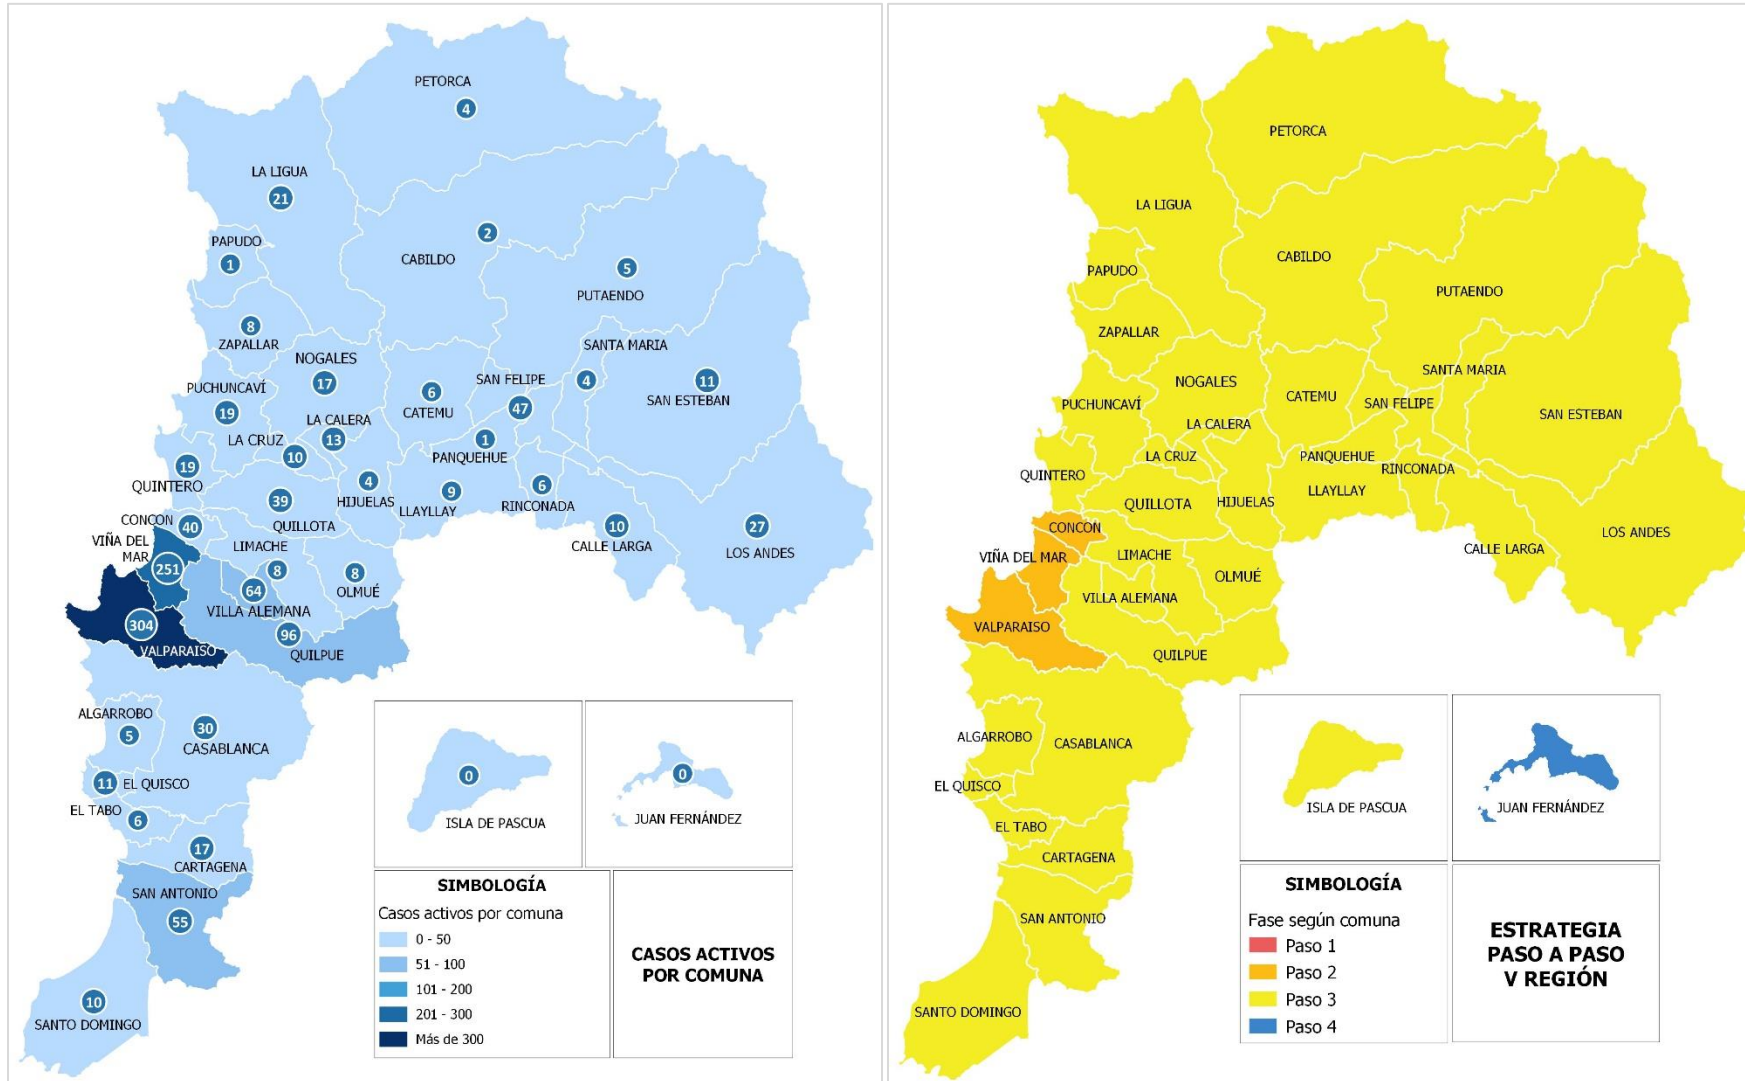 PETORCA
4
LA LIGUA
21
PAPUDO
1
2
CABILDO
5
PUTAENDO
8
ZAPALLAR
NOGALES
17
SANTA MARIA
4
SAN FELIPE
47
11
SAN ESTEBAN
PUCHUNCAVÍ
19
6
CATEMU
LA CALERA
13
LA CRUZ
10
1
PANQUEHUE
19
QUINTERO
4
HIJUELAS
9
LLAYLLAY
6
RINCONADA
39
QUILLOTA
10
CALLE LARGA
27
LOS ANDES
CONCON
40
VIÑA DEL
MAR
251
LIMACHE
8
64
VILLA ALEMANA
8
OLMUÉ
304
VALPARAISO
96
QUILPUE
ALGARROBO
5
30
CASABLANCA
11
EL QUISCO
EL TABO
6
17
CARTAGENA
SAN ANTONIO
55
10
SANTO DOMINGO
0
ISLA DE PASCUA
0
JUAN FERNÁNDEZ
SIMBOLOGÍA
Casos activos por comuna
0 - 50
51 - 100
101 - 200
201 - 300
Más de 300
CASOS ACTIVOS
POR COMUNA
PETORCA
LA LIGUA
PAPUDO
CABILDO
PUTAENDO
ZAPALLAR
SANTA MARIA
NOGALES
PUCHUNCAVÍ
CATEMU
SAN FELIPE
SAN ESTEBAN
LA CALERA
LA CRUZ
PANQUEHUE
RINCONADA
QUINTERO
QUILLOTA
HIJUELAS
LLAYLLAY
LOS ANDES
CALLE LARGA
CONCON
VIÑA DEL MAR
LIMACHE
OLMUÉ
VILLA ALEMANA
VALPARAISO
QUILPUE
ALGARROBO
CASABLANCA
EL QUISCO
EL TABO
CARTAGENA
SAN ANTONIO
SANTO DOMINGO
ISLA DE PASCUA
JUAN FERNÁNDEZ
SIMBOLOGÍA
Fase según comuna
Paso 1
Paso 2
Paso 3
Paso 4
ESTRATEGIA
PASO A PASO
V REGIÓN